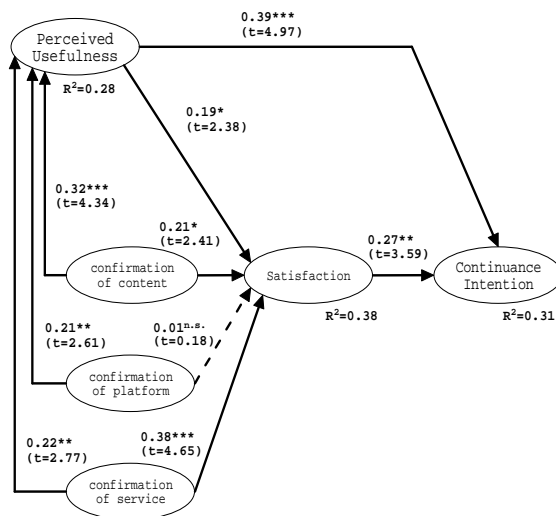 0.39***
(t=4.97)
Perceived
Usefulness
R²=0.28
0.19*
(t=2.38)
0.32***
(t=4.34)
0.21*
(t=2.41)
0.27**
(t=3.59)
confirmation
of content
Satisfaction
Continuance
Intention
R²=0.38
R²=0.31
0.21**
(t=2.61)
0.01ⁿ·ˢ·
(t=0.18)
confirmation
of platform
0.22**
(t=2.77)
0.38***
(t=4.65)
confirmation
of service